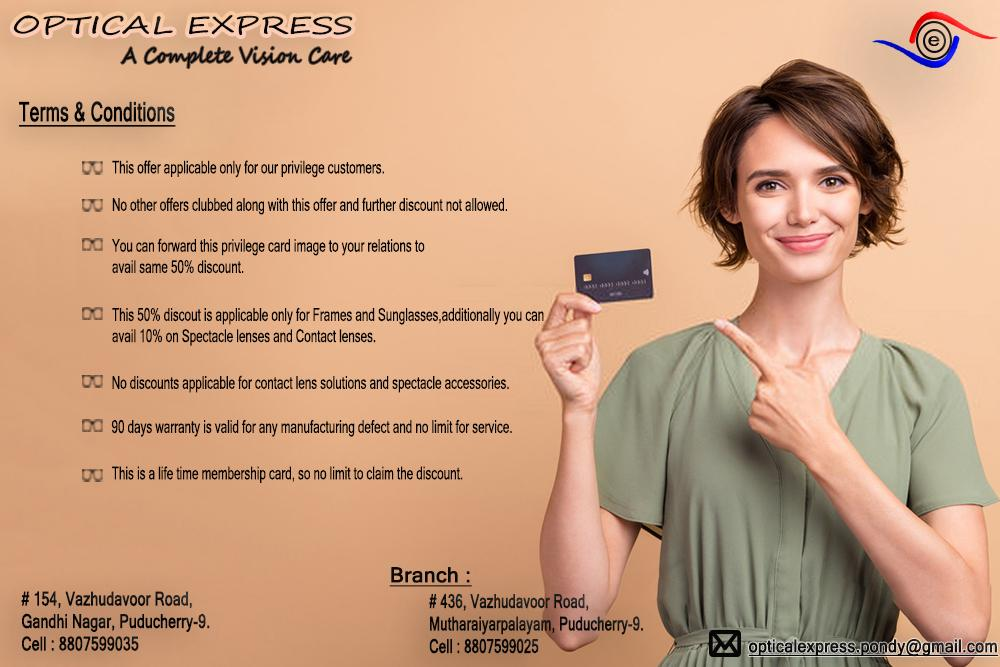 OPTICAL EXPRESS
A Complete Vision Care
e
Terms & Conditions
This offer applicable only for our privilege customers.
No other offers clubbed along with this offer and further discount not allowed.
You can forward this privilege card image to your relations to
avail same 50% discount.
This 50% discout is applicable only for Frames and Sunglasses,additionally you can
avail 10% on Spectacle lenses and Contact lenses.
No discounts applicable for contact lens solutions and spectacle accessories.
90 days warranty is valid for any manufacturing defect and no limit for service.
This is a life time membership card, so no limit to claim the discount.
# 154, Vazhudavoor Road,
Gandhi Nagar, Puducherry-9.
Cell : 8807599035
Branch :
# 436, Vazhudavoor Road,
Mutharaiyarpalayam, Puducherry-9.
Cell : 8807599025
opticalexpress.pondy@gmail.com